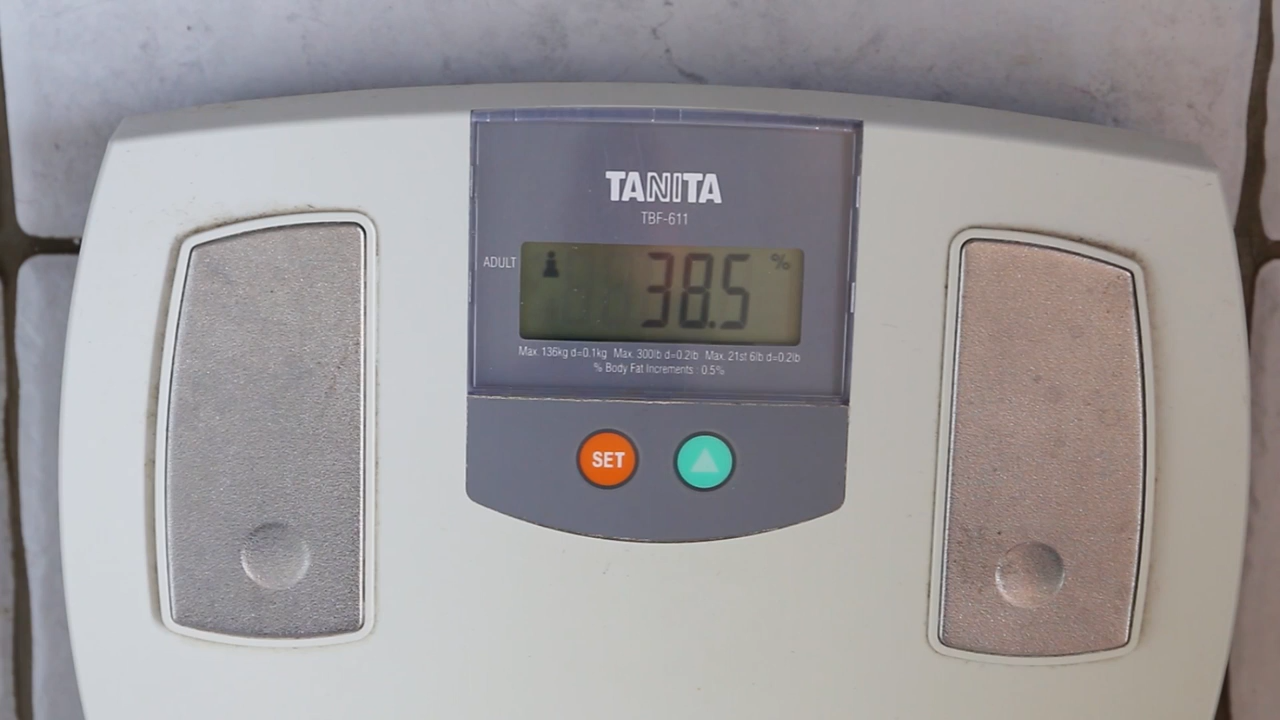 TANITA
TBF-611
ADULT
38.5 %
Max. 136kg d=0.1kg Max. 300lb d=0.2lb Max. 21st 6lb d=0.2lb
% Body Fat Increments : 0.5%
SET